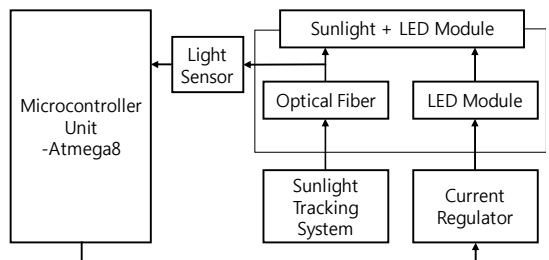 Sunlight + LED Module
Light
Sensor
Optical Fiber
LED Module
Microcontroller
Unit
-Atmega8
Sunlight
Tracking
System
Current
Regulator